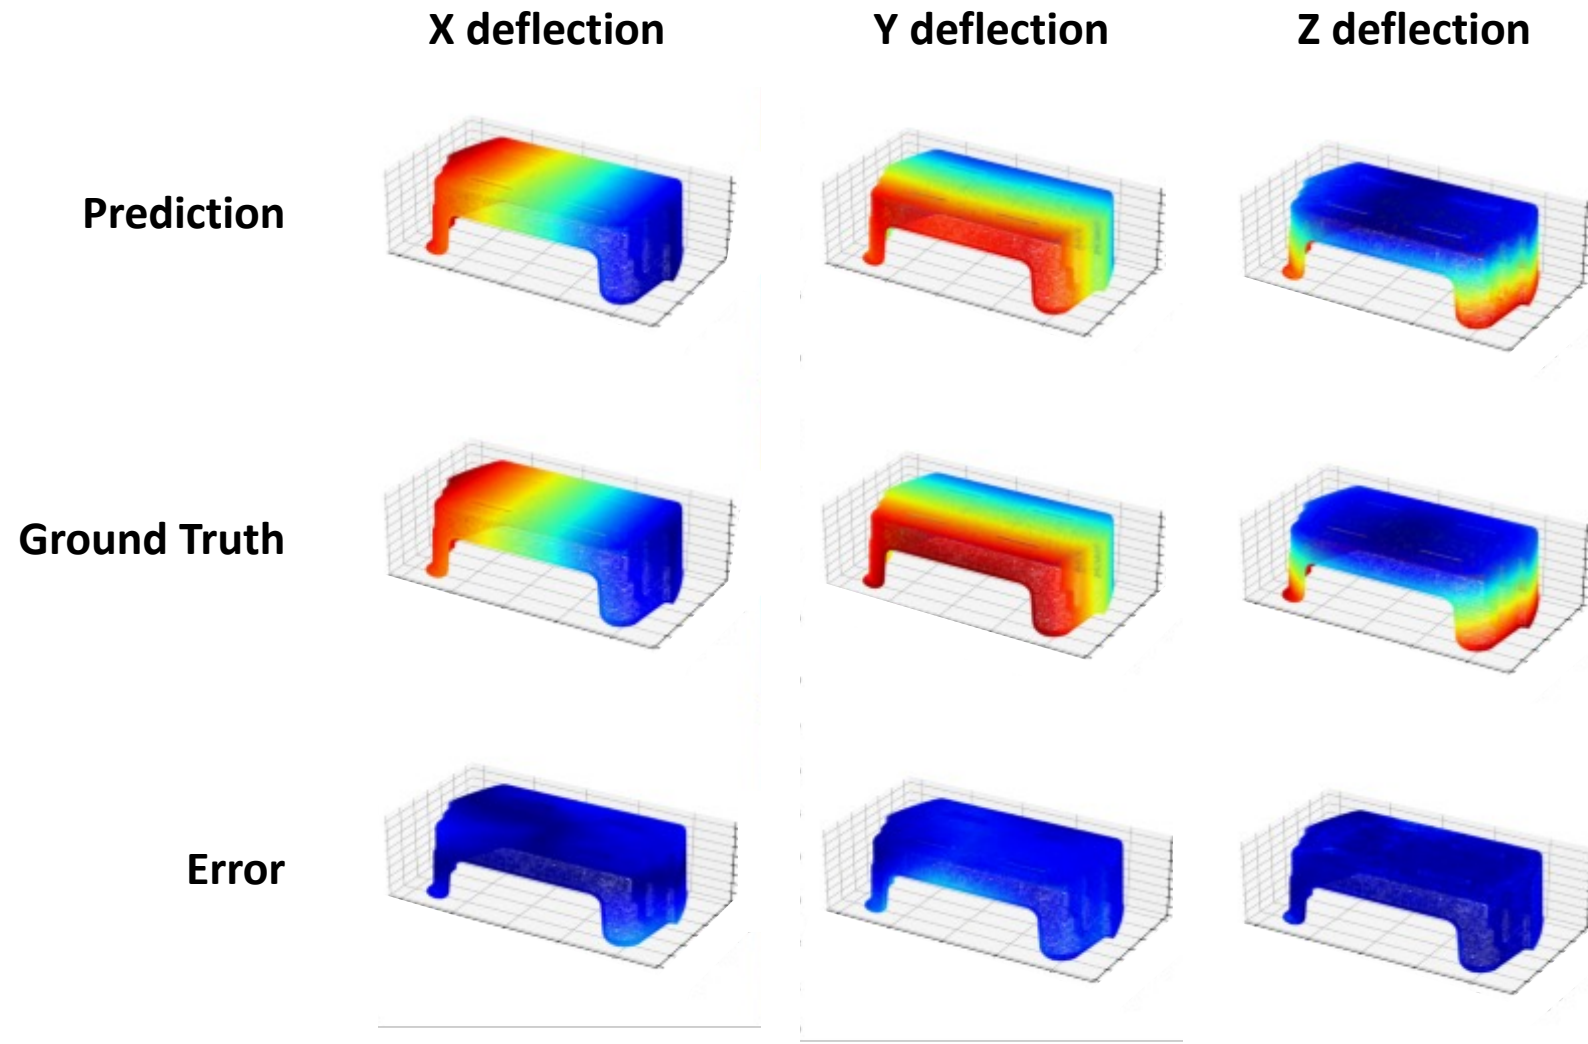 X deflection Y deflection Z deflection
Prediction
Ground Truth
Error